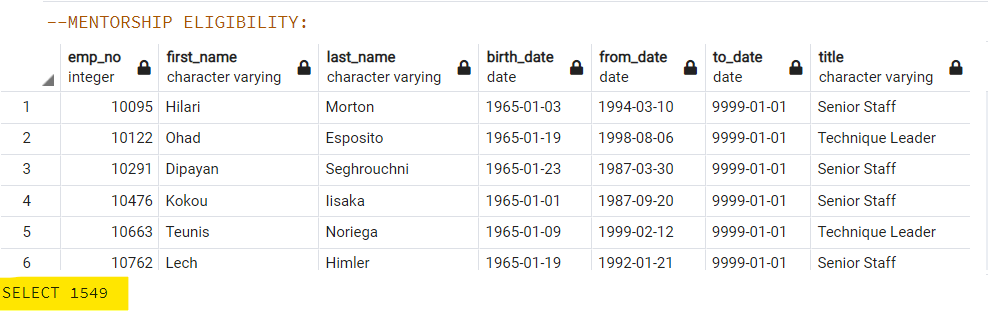 --MENTORSHIP ELIGIBILITY:
emp_no first_name last_name birth_date from_date to_date title
integer character varying character varying date date date character varying
1 10095 Hilari Morton 1965-01-03 1994-03-10 9999-01-01 Senior Staff
2 10122 Ohad Esposito 1965-01-19 1998-08-06 9999-01-01 Technique Leader
3 10291 Dipayan Seghrouchni 1965-01-23 1987-03-30 9999-01-01 Senior Staff
4 10476 Kokou Iisaka 1965-01-01 1987-09-20 9999-01-01 Senior Staff
5 10663 Teunis Noriega 1965-01-09 1999-02-12 9999-01-01 Technique Leader
6 10762 Lech Himler 1965-01-19 1992-01-21 9999-01-01 Senior Staff
SELECT 1549